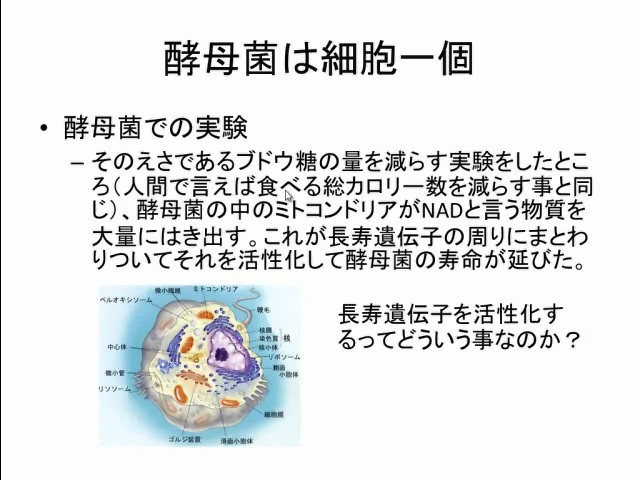 酵母菌は細胞一個
• 酵母菌での実験
– そのえさであるブドウ糖の量を減らす実験をしたとこ
ろ（人間で言えば食べる総カロリー数を減らす事と同
じ）、酵母菌の中のミトコンドリアがNADと言う物質を
大量にはき出す。これが長寿遺伝子の周りにまとわ
りついてそれを活性化して酵母菌の寿命が延びた。
長寿遺伝子を活性化す
るってどういう事なのか？
微小繊維
ミトコンドリア
ペルオキシソーム
鞭毛
核膜
染色質
核
核小体
中心体
リボソーム
粗面
小胞体
微小管
リソソーム
細胞膜
ゴルジ装置
滑面小胞体